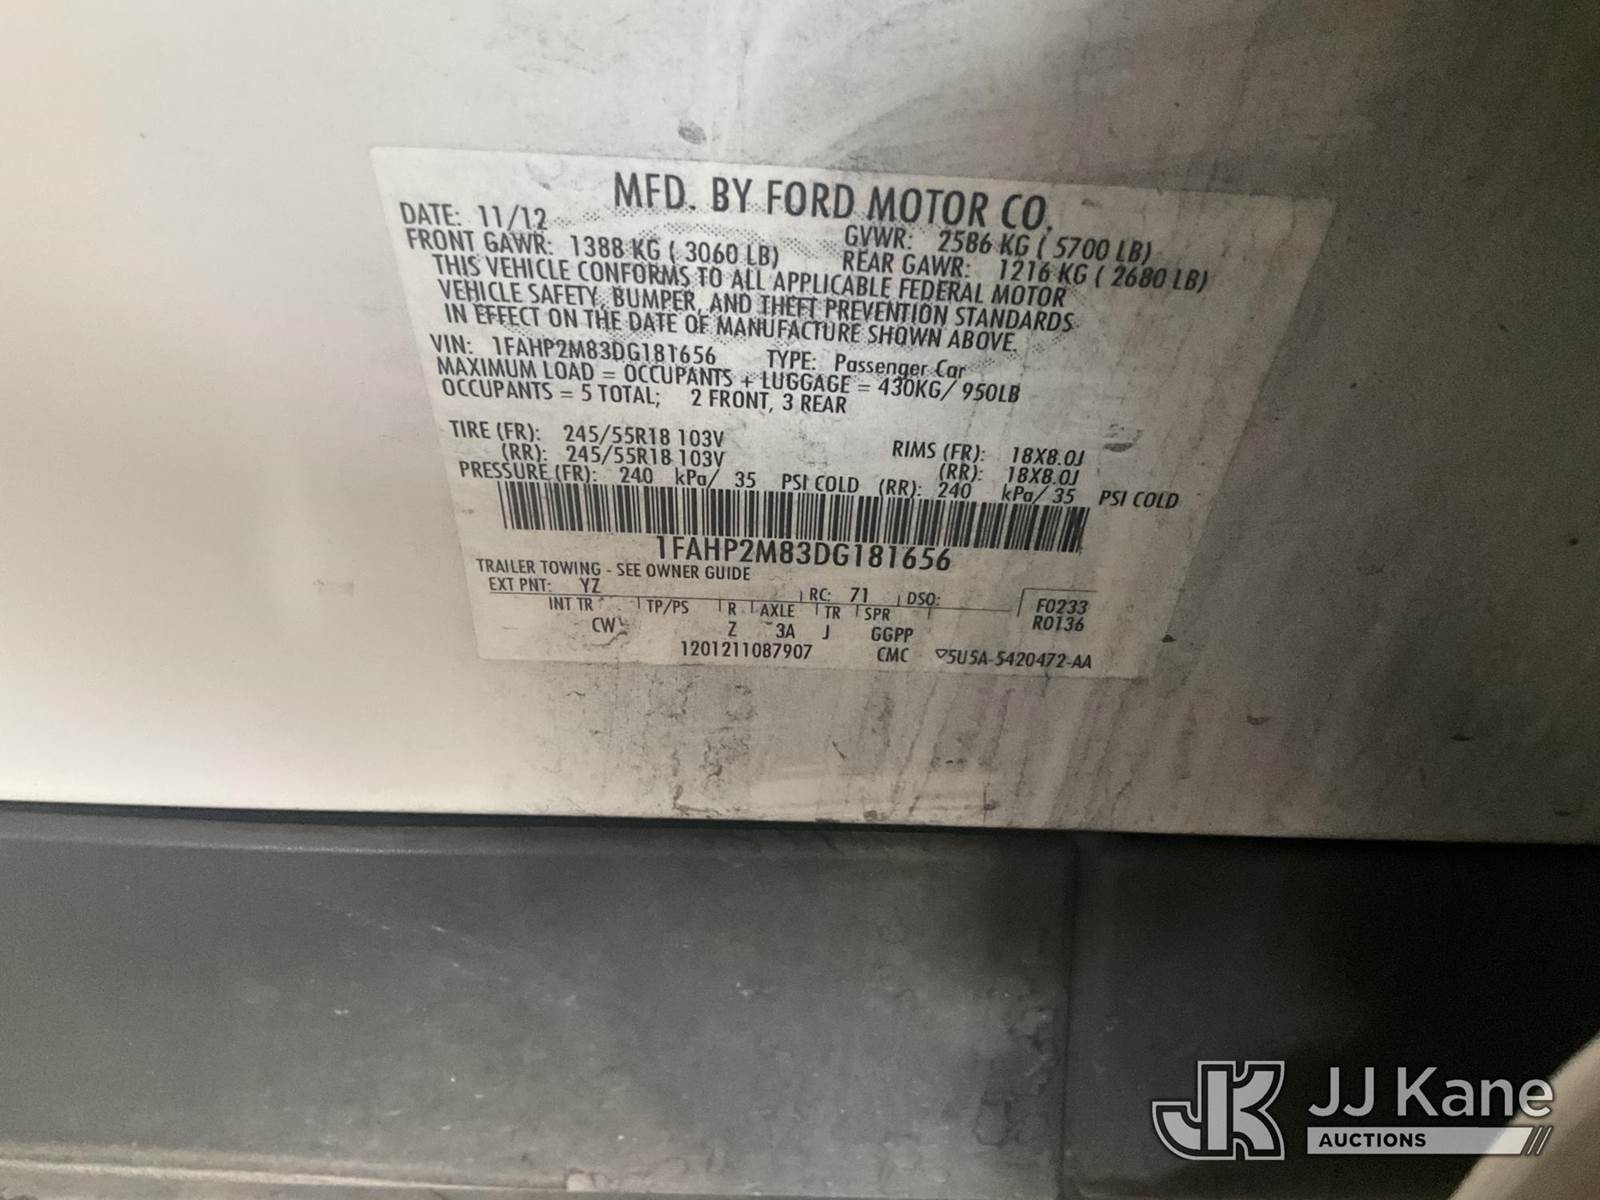 MFD. BY FORD MOTOR CO.
DATE: 11/12 GVWR: 2586 KG ( 5700 LB)
FRONT GAWR: 1388 KG ( 3060 LB) REAR GAWR: 1216 KG ( 2680 LB)
THIS VEHICLE CONFORMS TO ALL APPLICABLE FEDERAL MOTOR
VEHICLE SAFETY, BUMPER, AND THEFT PREVENTION STANDARDS
IN EFFECT ON THE DATE OF MANUFACTURE SHOWN ABOVE.
VIN: 1FAHP2M83DG181656 TYPE: Passenger Car
MAXIMUM LOAD = OCCUPANTS + LUGGAGE = 430KG/ 950LB
OCCUPANTS = 5 TOTAL; 2 FRONT, 3 REAR
TIRE (FR): 245/55R18 103V RIMS (FR): 18X8.0J
(RR): 245/55R18 103V (RR): 18X8.0J
PRESSURE (FR): 240 kPa/ 35 PSI COLD (RR): 240 kPa/ 35 PSI COLD
1FAHP2M83DG181656
TRAILER TOWING - SEE OWNER GUIDE
EXT PNT: YZ RC: 71 DSO: F0233
INT TR TP/PS R AXLE TR SPR R0136
CW Z 3A J GGPP
1201211087907 CMC ▽5U5A-5420472-AA
JK JJ Kane
AUCTIONS